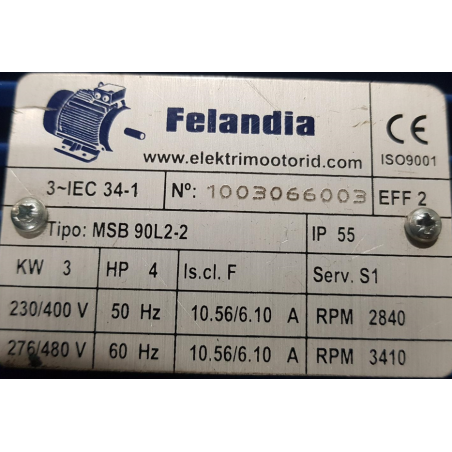 Felandia
www.elektrimootorid.com
CE
ISO9001
3~IEC 34-1 Nº: 1003066003 EFF 2
Tipo: MSB 90L2-2 IP 55
KW 3 HP 4 Is.cl. F Serv. S1
230/400 V 50 Hz 10.56/6.10 A RPM 2840
276/480 V 60 Hz 10.56/6.10 A RPM 3410